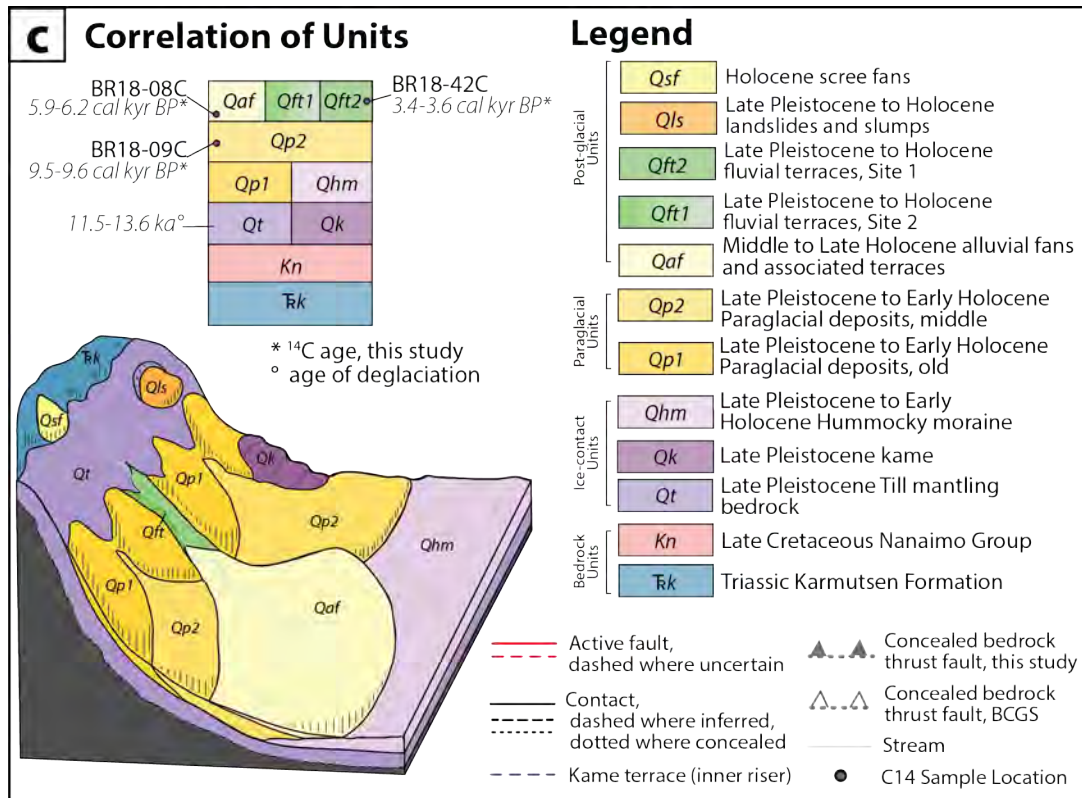 C Correlation of Units
BR18-08C
5.9-6.2 cal kyr BP*
BR18-09C
9.5-9.6 cal kyr BP*
11.5-13.6 ka°
Qaf Qft1 Qft2
BR18-42C
3.4-3.6 cal kyr BP*
Qp2
Qp1 Qhm
Qt Qk
Kn
Ꞩk
* ¹⁴C age, this study
° age of deglaciation
Ƭk
Qls
Qsf
Qt
Qk
Qp1
Qft
Qp2
Qhm
Qp1
Qaf
Qp2
Legend
Post-glacial
Units
Qsf Holocene scree fans
Qls Late Pleistocene to Holocene
landslides and slumps
Qft2 Late Pleistocene to Holocene
fluvial terraces, Site 1
Qft1 Late Pleistocene to Holocene
fluvial terraces, Site 2
Qaf Middle to Late Holocene alluvial fans
and associated terraces
Paraglacial
Units
Qp2 Late Pleistocene to Early Holocene
Paraglacial deposits, middle
Qp1 Late Pleistocene to Early Holocene
Paraglacial deposits, old
Ice-contact
Units
Qhm Late Pleistocene to Early
Holocene Hummocky moraine
Qk Late Pleistocene kame
Qt Late Pleistocene Till mantling
bedrock
Bedrock
Units
Kn Late Cretaceous Nanaimo Group
TRk Triassic Karmutsen Formation
Active fault,
dashed where uncertain
Contact,
dashed where inferred,
dotted where concealed
Kame terrace (inner riser)
Concealed bedrock
thrust fault, this study
Concealed bedrock
thrust fault, BCGS
Stream
C14 Sample Location